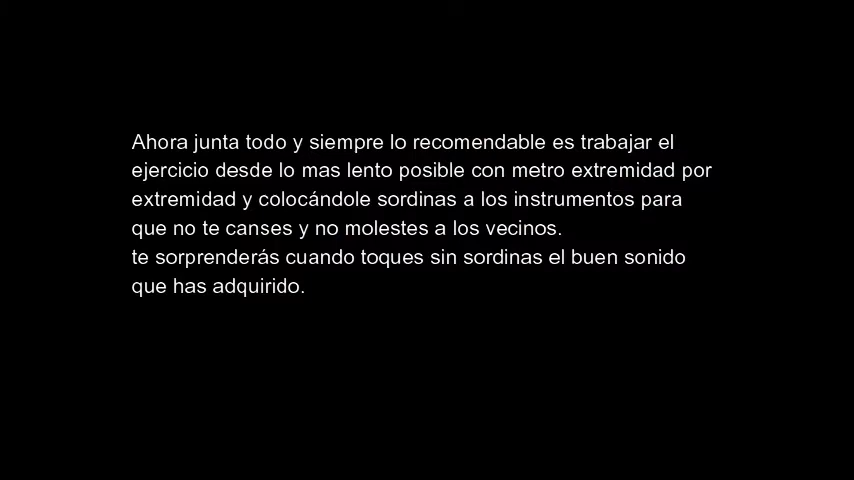 Ahora junta todo y siempre lo recomendable es trabajar el
ejercicio desde lo mas lento posible con metro extremidad por
extremidad y colocándole sordinas a los instrumentos para
que no te canses y no molestes a los vecinos.
te sorprenderás cuando toques sin sordinas el buen sonido
que has adquirido.